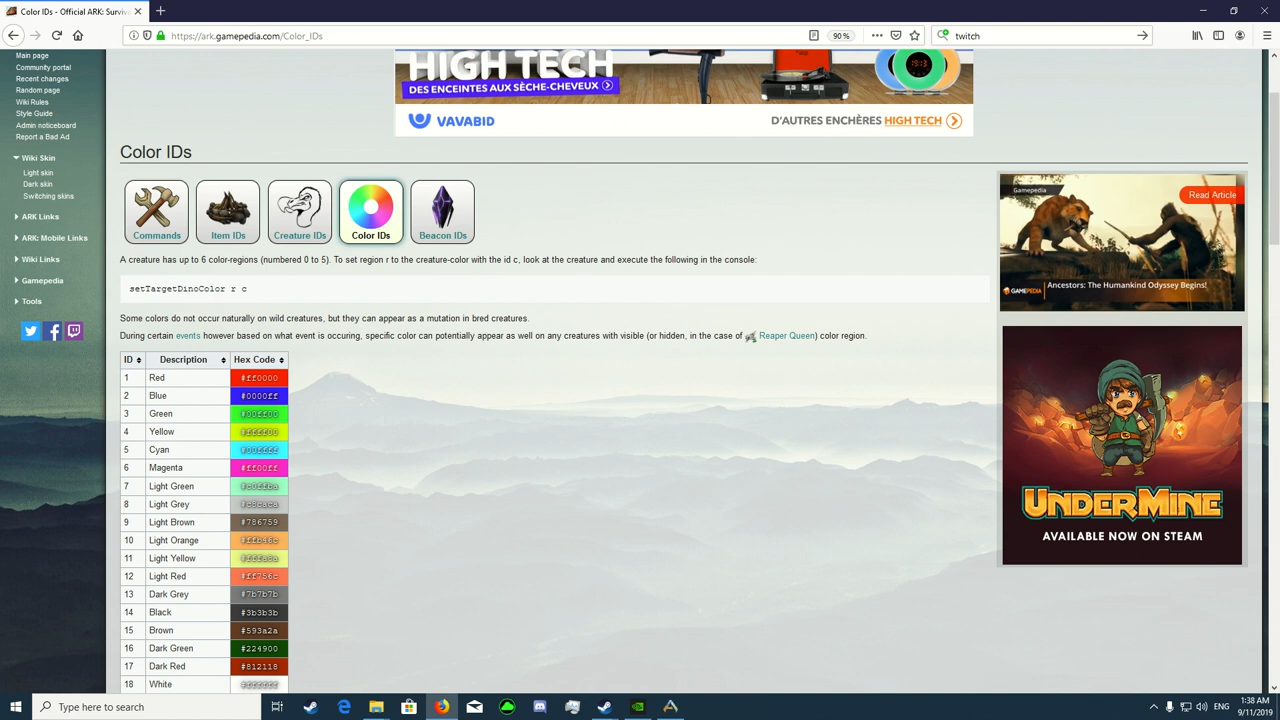 Color IDs - Official ARK: Surviv
https://ark.gamepedia.com/Color_IDs
90%
twitch
Main page
Community portal
Recent changes
Random page
Wiki Rules
Style Guide
Admin noticeboard
Report a Bad Ad
Wiki Skin
Light skin
Dark skin
Switching skins
ARK Links
ARK: Mobile Links
Wiki Links
Gamepedia
Tools
HIGH TECH
DES ENCEINTES AUX SÈCHE-CHEVEUX
19:13
VAVABID
D'AUTRES ENCHÈRES HIGH TECH
Color IDs
Commands
Item IDs
Creature IDs
Color IDs
Beacon IDs
A creature has up to 6 color-regions (numbered 0 to 5). To set region r to the creature-color with the id c, look at the creature and execute the following in the console:
setTargetDinoColor r c
Some colors do not occur naturally on wild creatures, but they can appear as a mutation in bred creatures.
During certain events however based on what event is occuring, specific color can potentially appear as well on any creatures with visible (or hidden, in the case of Reaper Queen) color region.
ID Description Hex Code
1 Red #ff0000
2 Blue #0000ff
3 Green #00ff00
4 Yellow #ffff00
5 Cyan #00ffff
6 Magenta #ff00ff
7 Light Green #c0ffba
8 Light Grey #c8caca
9 Light Brown #786759
10 Light Orange #ffb46c
11 Light Yellow #fffa8a
12 Light Red #ff756c
13 Dark Grey #7b7b7b
14 Black #3b3b3b
15 Brown #593a2a
16 Dark Green #224900
17 Dark Red #812118
18 White #ffffff
Gamepedia
Read Article
GAMEPEDIA
Ancestors: The Humankind Odyssey Begins!
UNDERMINE
AVAILABLE NOW ON STEAM
Type here to search
ENG
1:38 AM
9/11/2019